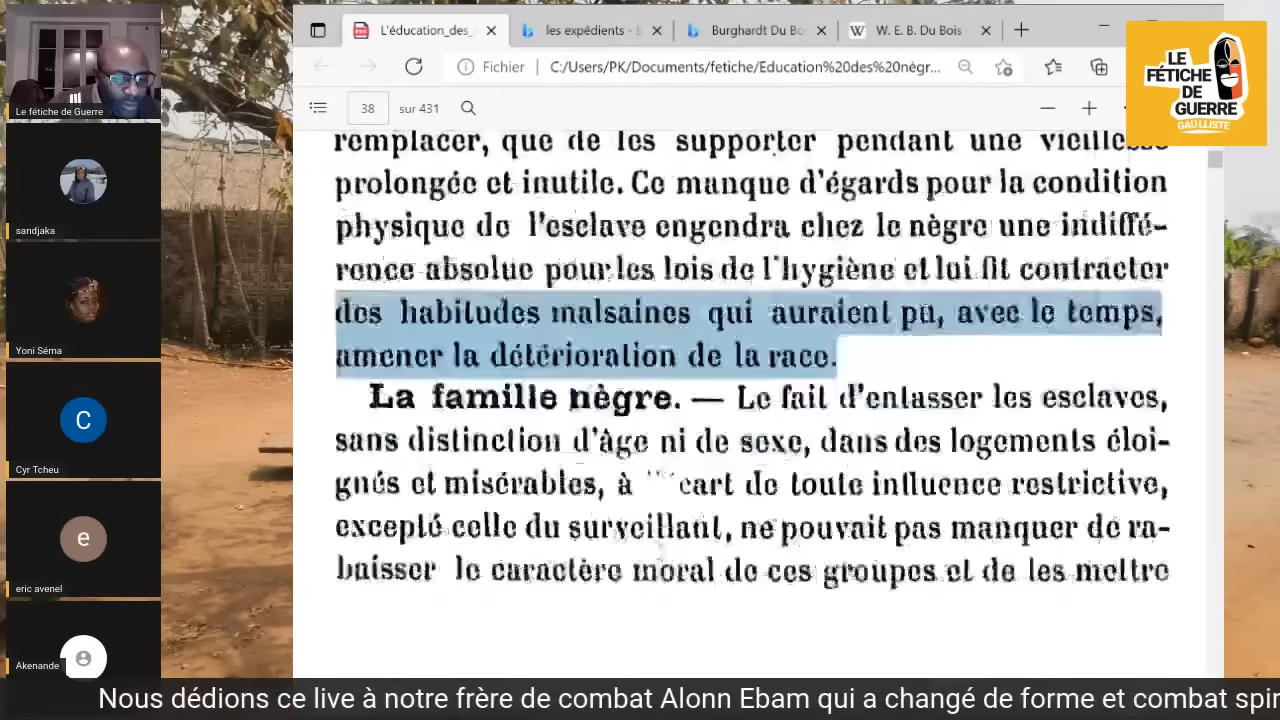 L'éducation_des_
les expédients - B
Burghardt Du Bo
W. E. B. Du Bois
Fichier
C:/Users/PK/Documents/fetiche/Education%20des%20nègr...
38
sur 431
LE
FÉTICHE
DE
GUERRE
GAULLISTE
Le fétiche de Guerre
sandjaka
Yoni Séma
C
Cyr Tcheu
e
eric avenel
Akenande
remplacer, que de les supporter pendant une vieillesse
prolongée et inutile. Ce manque d'égards pour la condition
physique de l'esclave engendra chez le nègre une indiffé-
rence absolue pour les lois de l'hygiène et lui fit contracter
des habitudes malsaines qui auraient pu, avec le temps,
amener la détérioration de la race.
La famille nègre. — Le fait d'entasser les esclaves,
sans distinction d'âge ni de sexe, dans des logements éloi-
gnés et misérables, à cart de toute influence restrictive,
excepté celle du surveillant, ne pouvait pas manquer de ra-
baisser le caractère moral de ces groupes et de les mettre
Nous dédions ce live à notre frère de combat Alonn Ebam qui a changé de forme et combat spir